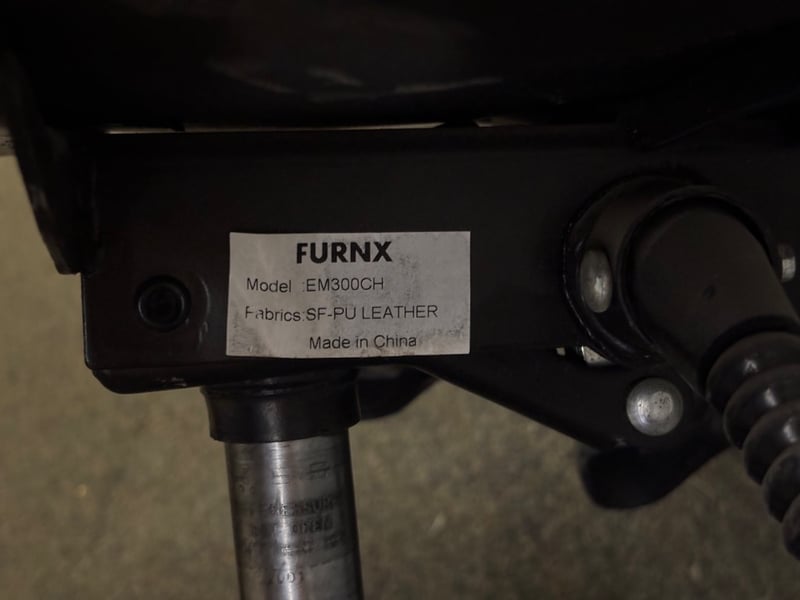 FURNX
Model :EM300CH
Fabrics:SF-PU LEATHER
Made in China